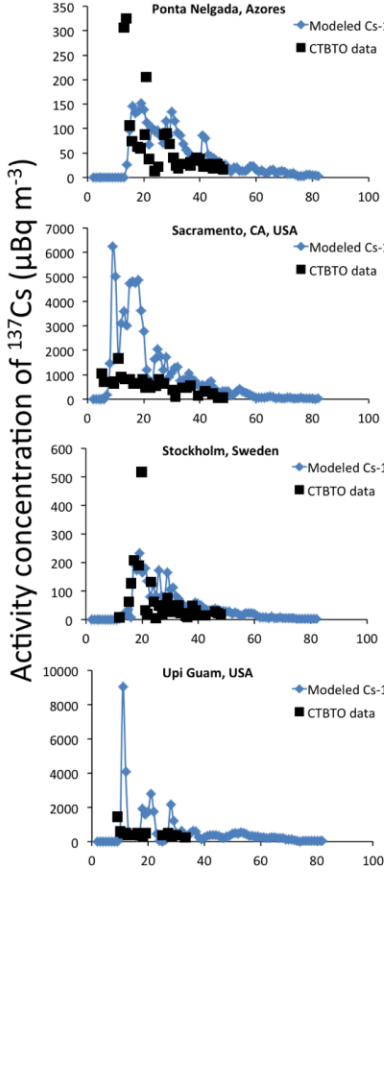 Activity concentration of ¹³⁷Cs (µBq m⁻³)
Ponta Nelgada, Azores
350
300
250
200
150
100
50
0
0 20 40 60 80 100
Modeled Cs-1
CTBTO data
Sacramento, CA, USA
7000
6000
5000
4000
3000
2000
1000
0
0 20 40 60 80 100
Modeled Cs-1
CTBTO data
Stockholm, Sweden
600
500
400
300
200
100
0
0 20 40 60 80 100
Modeled Cs-1
CTBTO data
Upi Guam, USA
10000
8000
6000
4000
2000
0
0 20 40 60 80 100
Modeled Cs-1
CTBTO data